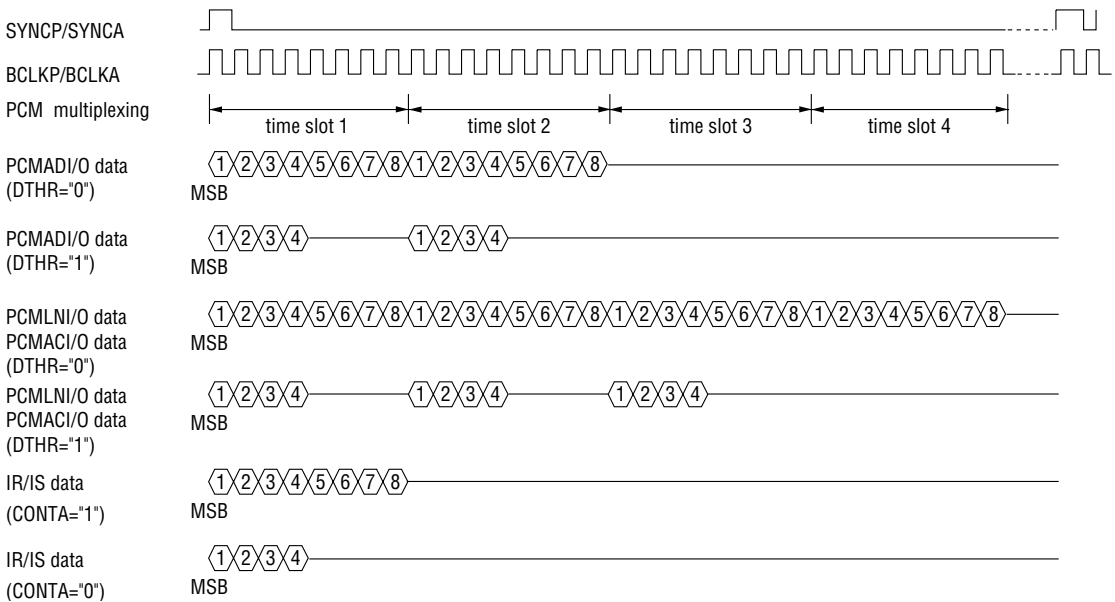 SYNCP/SYNCA
BCLKP/BCLKA
PCM multiplexing
time slot 1 time slot 2 time slot 3 time slot 4
PCMADI/O data 1 2 3 4 5 6 7 8 1 2 3 4 5 6 7 8
(DTHR="0") MSB
PCMADI/O data 1 2 3 4 1 2 3 4
(DTHR="1") MSB
PCMLNI/O data 1 2 3 4 5 6 7 8 1 2 3 4 5 6 7 8 1 2 3 4 5 6 7 8 1 2 3 4 5 6 7 8
PCMACI/O data MSB
(DTHR="0")
PCMLNI/O data 1 2 3 4 1 2 3 4 1 2 3 4
PCMACI/O data MSB
(DTHR="1")
IR/IS data 1 2 3 4 5 6 7 8
(CONTA="1") MSB
IR/IS data 1 2 3 4
(CONTA="0") MSB